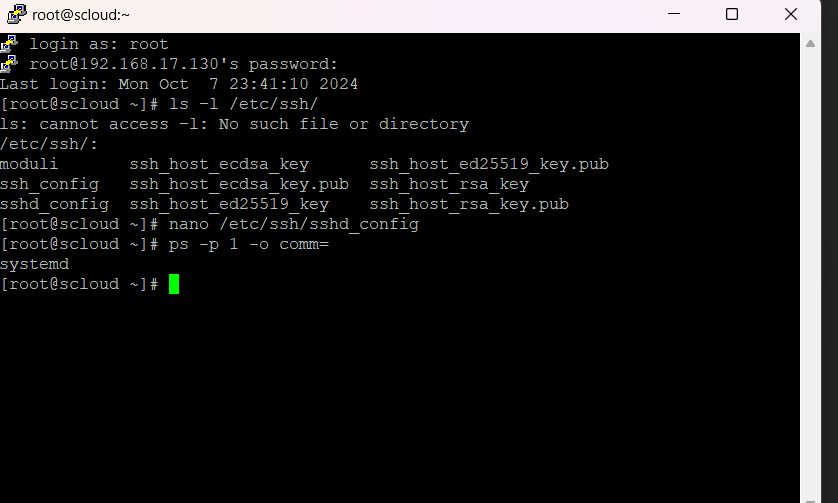 root@scloud:~
login as: root
root@192.168.17.130's password:
Last login: Mon Oct  7 23:41:10 2024
[root@scloud ~]# ls –l /etc/ssh/
ls: cannot access –l: No such file or directory
/etc/ssh/:
moduli       ssh_host_ecdsa_key      ssh_host_ed25519_key.pub
ssh_config   ssh_host_ecdsa_key.pub  ssh_host_rsa_key
sshd_config  ssh_host_ed25519_key    ssh_host_rsa_key.pub
[root@scloud ~]# nano /etc/ssh/sshd_config
[root@scloud ~]# ps -p 1 -o comm=
systemd
[root@scloud ~]#